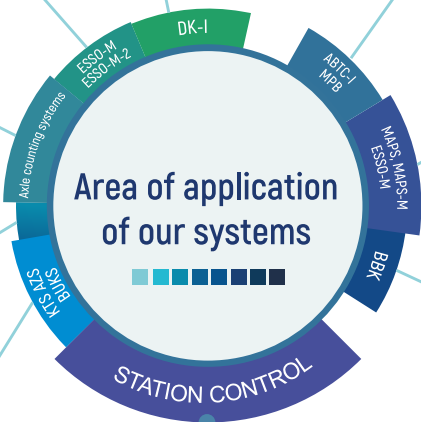 DK-I
ESSO-M
ESSO-M-2
Axle counting systems
KTS AZS
BUKS
ABTC-I
MPB
MAPS, MAPS-M
ESSO-M
BBK
Area of application
of our systems
STATION CONTROL